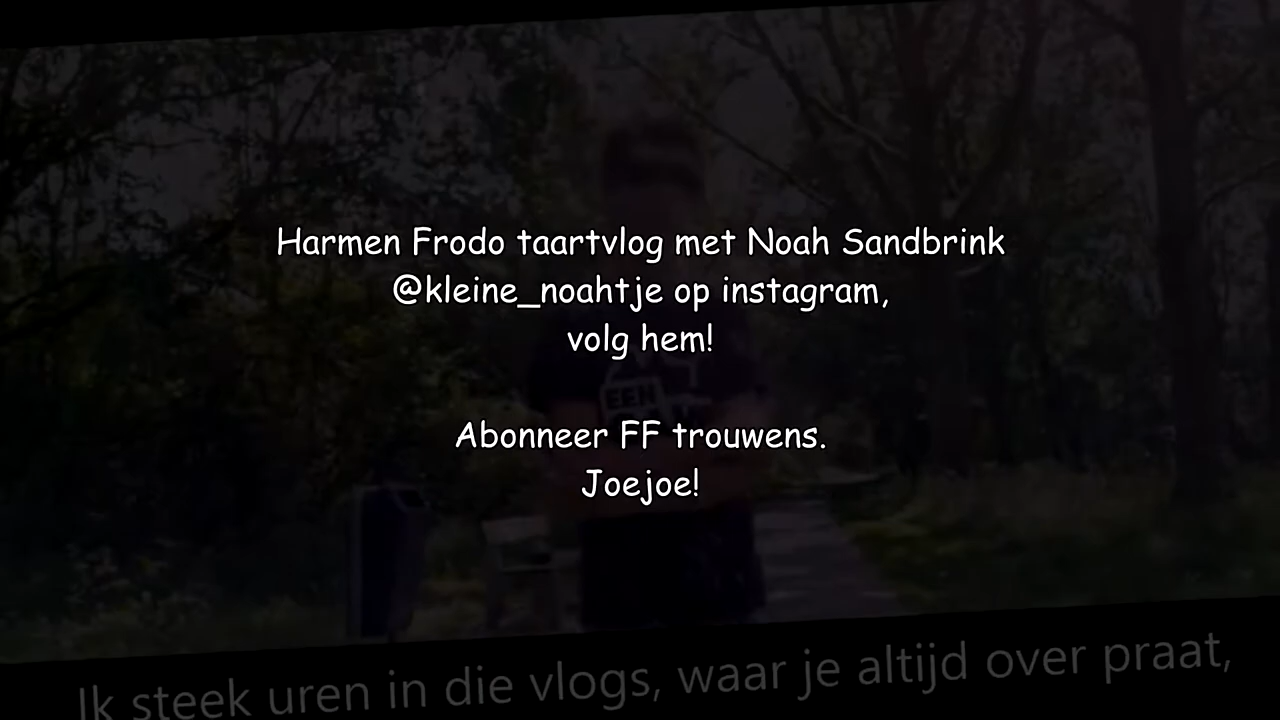 Harmen Frodo taartvlog met Noah Sandbrink
@kleine_noahtje op instagram,
volg hem!
EEN
Abonneer FF trouwens.
Joejoe!
Ik steek uren in die vlogs, waar je altijd over praat,